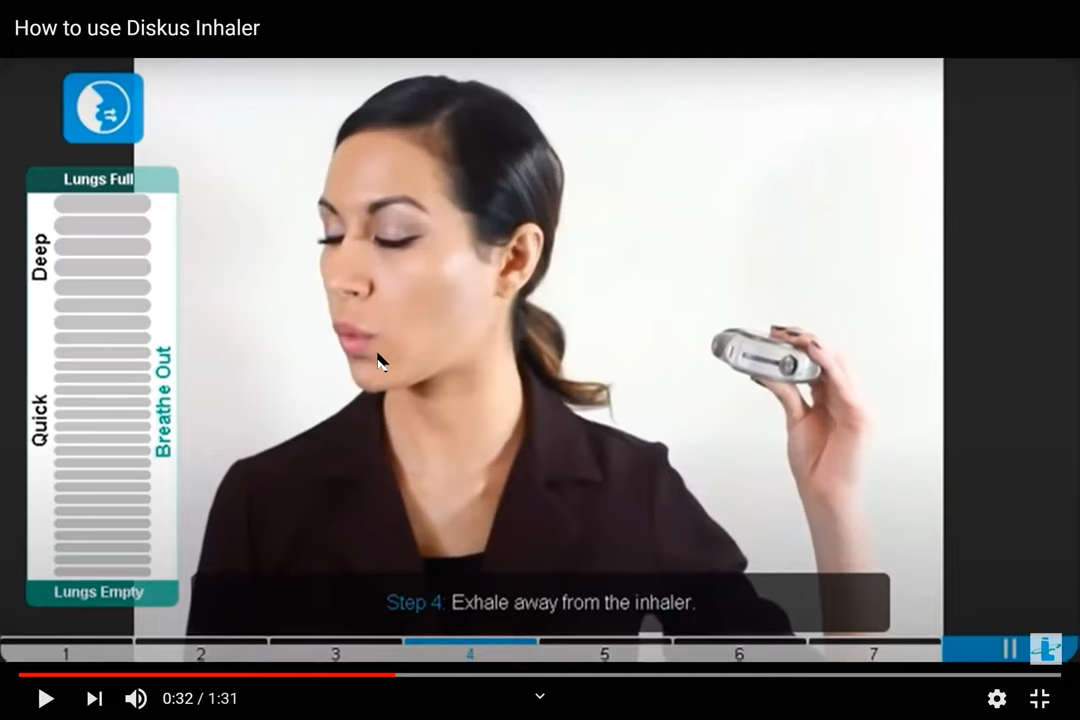 How to use Diskus Inhaler
Lungs Full
Deep
Quick
Breathe Out
Lungs Empty
Step 4: Exhale away from the inhaler.
1 2 3 4 5 6 7
0:32 / 1:31